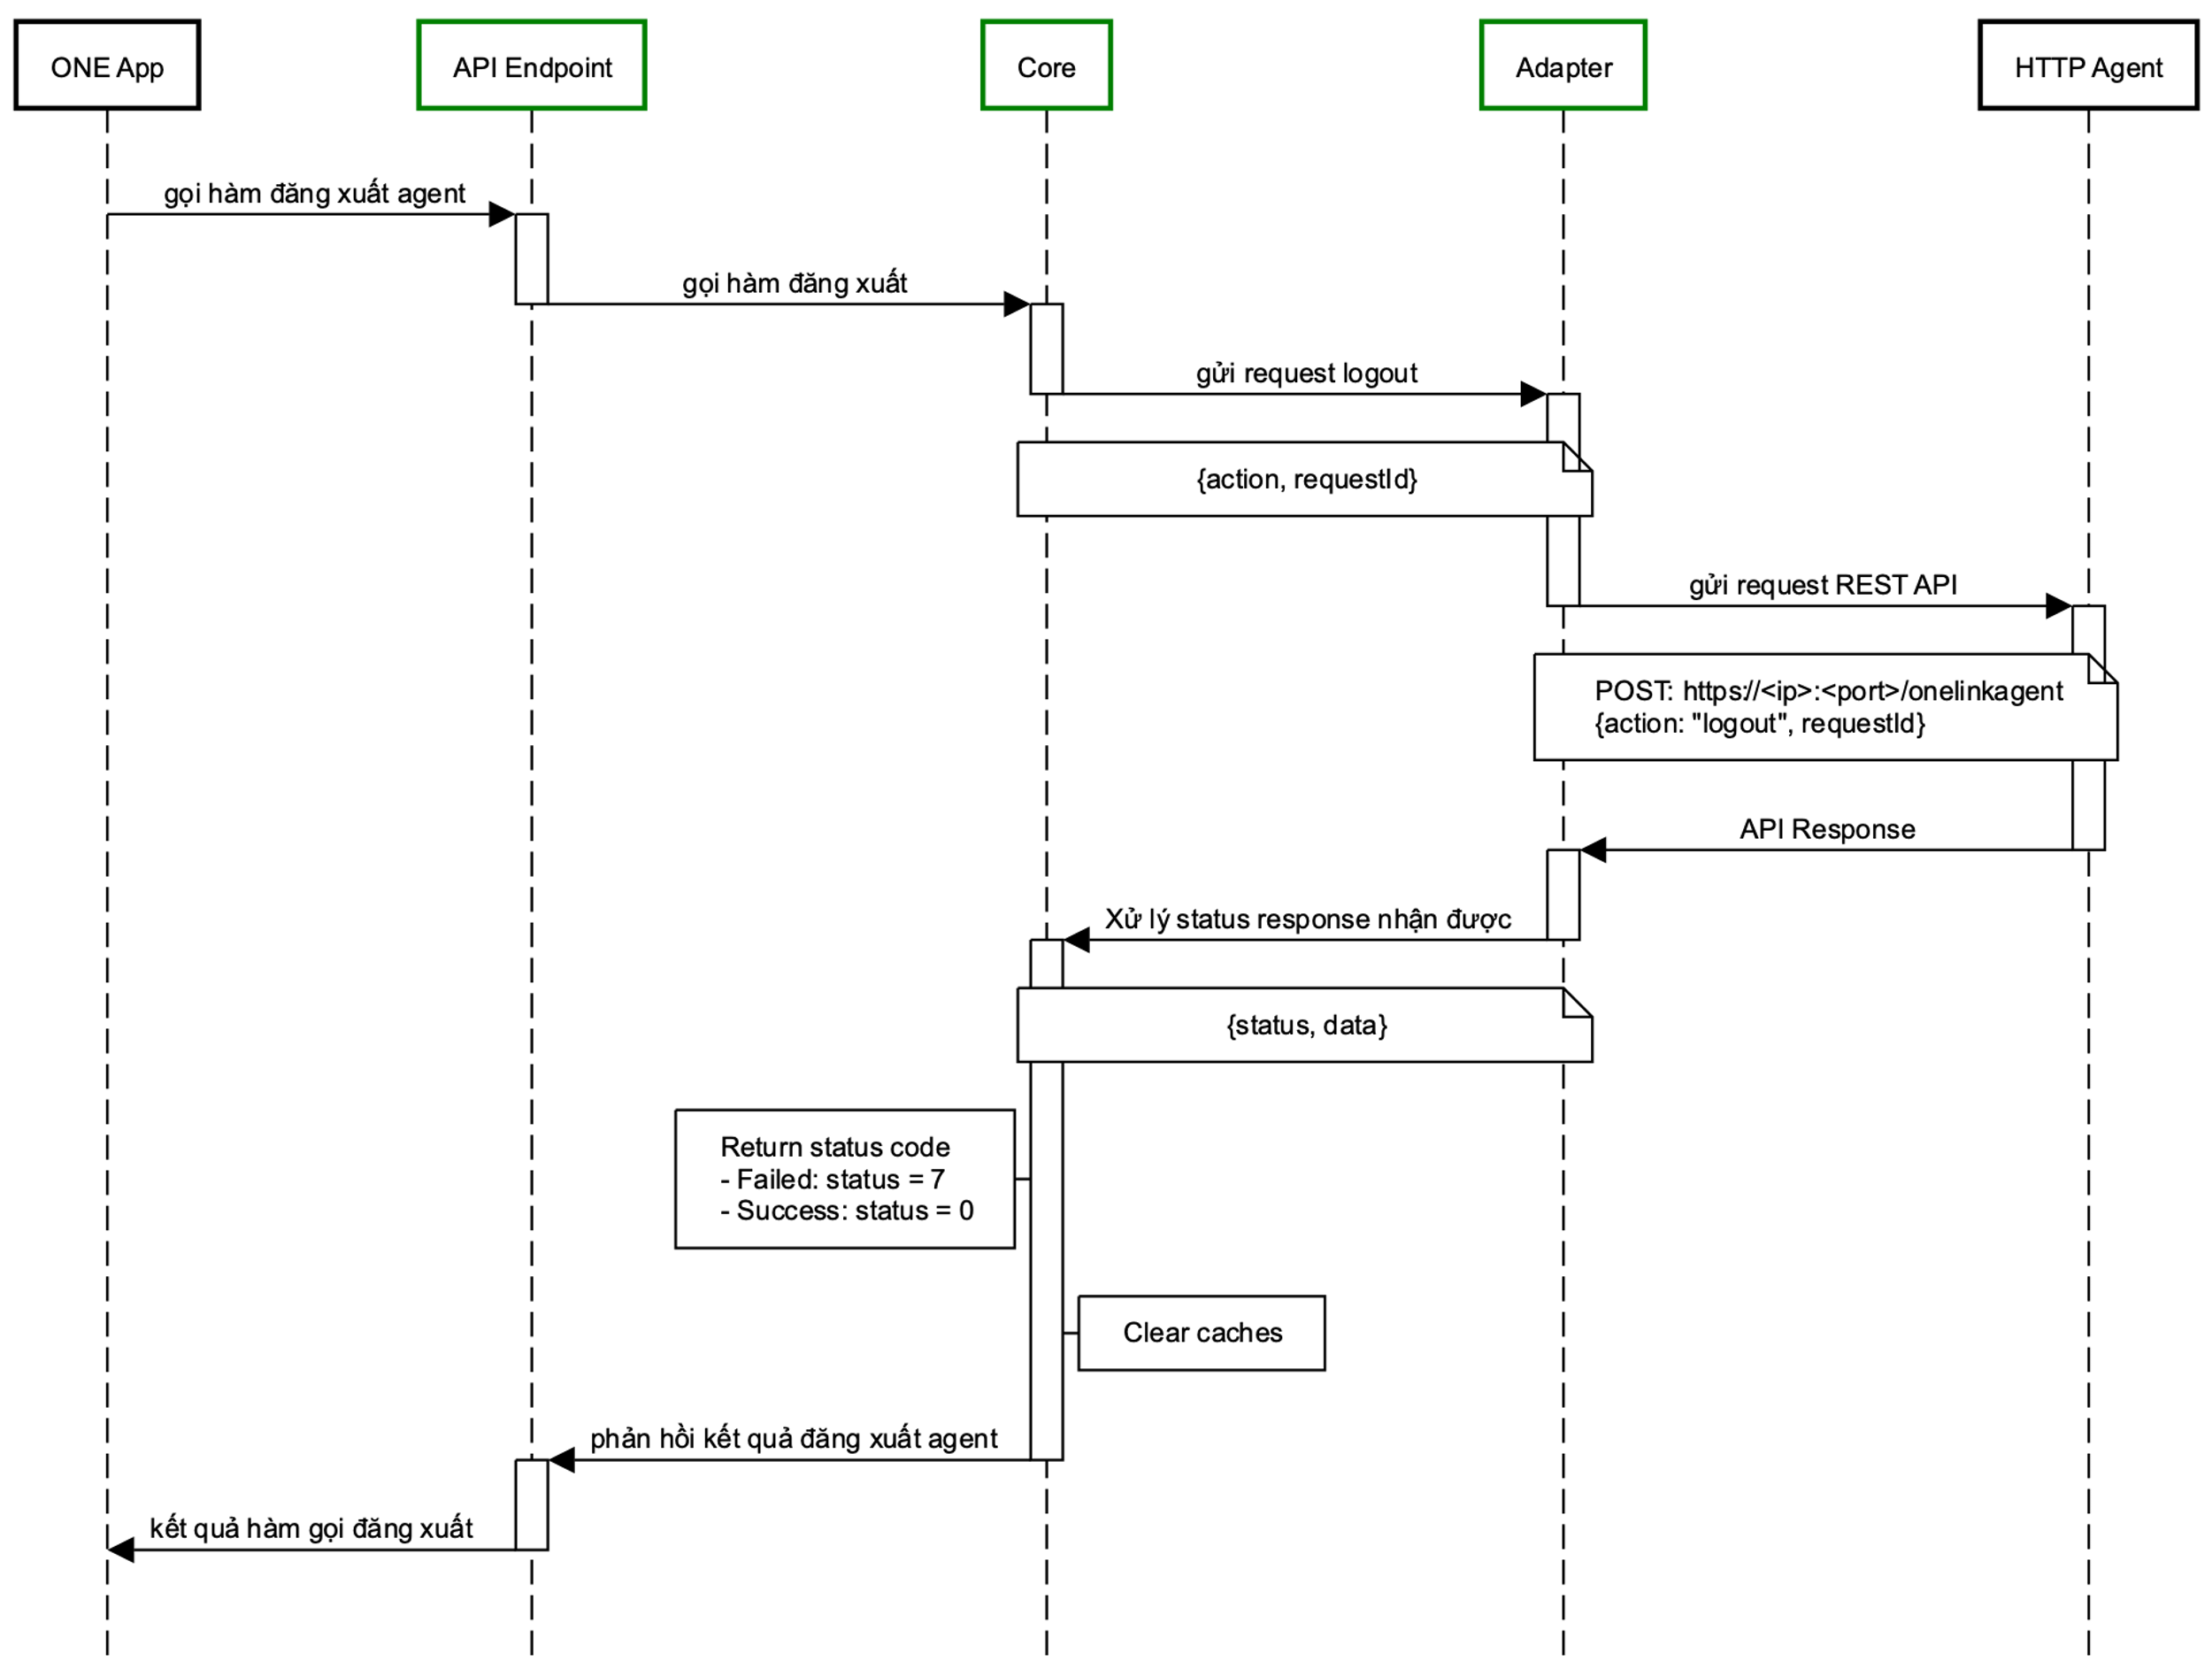 ONE App
API Endpoint
Core
Adapter
HTTP Agent
gọi hàm đăng xuất agent
gọi hàm đăng xuất
gửi request logout
{action, requestId}
gửi request REST API
POST: https://<ip>:<port>/onelinkagent
{action: "logout", requestId}
API Response
Xử lý status response nhận được
{status, data}
Return status code
- Failed: status = 7
- Success: status = 0
Clear caches
phản hồi kết quả đăng xuất agent
kết quả hàm gọi đăng xuất